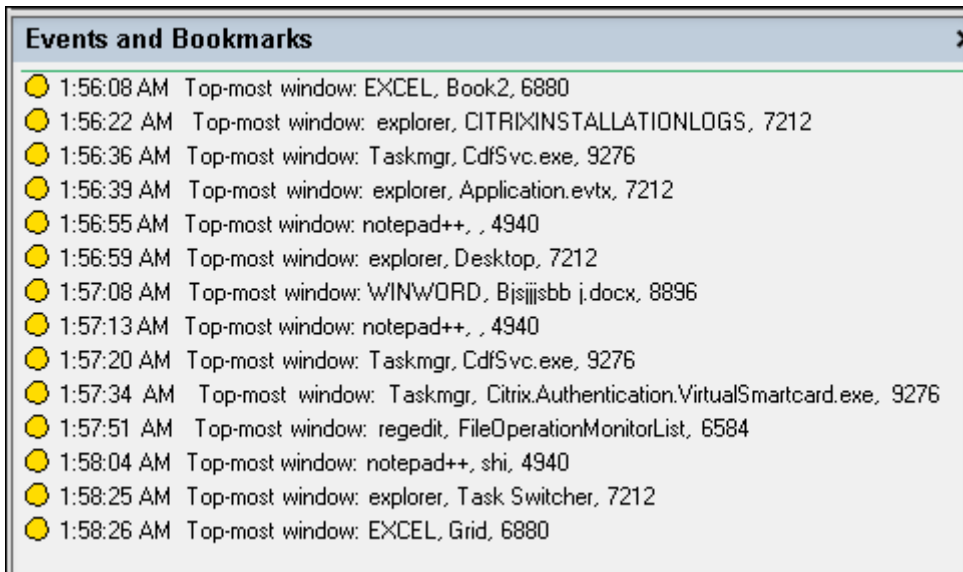 Events and Bookmarks
1:56:08 AM Top-most window: EXCEL, Book2, 6880
1:56:22 AM Top-most window: explorer, CITRIXINSTALLATIONLOGS, 7212
1:56:36 AM Top-most window: Taskmgr, CdfSvc.exe, 9276
1:56:39 AM Top-most window: explorer, Application.evtx, 7212
1:56:55 AM Top-most window: notepad++, , 4940
1:56:59 AM Top-most window: explorer, Desktop, 7212
1:57:08 AM Top-most window: WINWORD, Bjsjjjsbb j.docx, 8896
1:57:13 AM Top-most window: notepad++, , 4940
1:57:20 AM Top-most window: Taskmgr, CdfSvc.exe, 9276
1:57:34 AM Top-most window: Taskmgr, Citrix.Authentication.VirtualSmartcard.exe, 9276
1:57:51 AM Top-most window: regedit, FileOperationMonitorList, 6584
1:58:04 AM Top-most window: notepad++, shi, 4940
1:58:25 AM Top-most window: explorer, Task Switcher, 7212
1:58:26 AM Top-most window: EXCEL, Grid, 6880